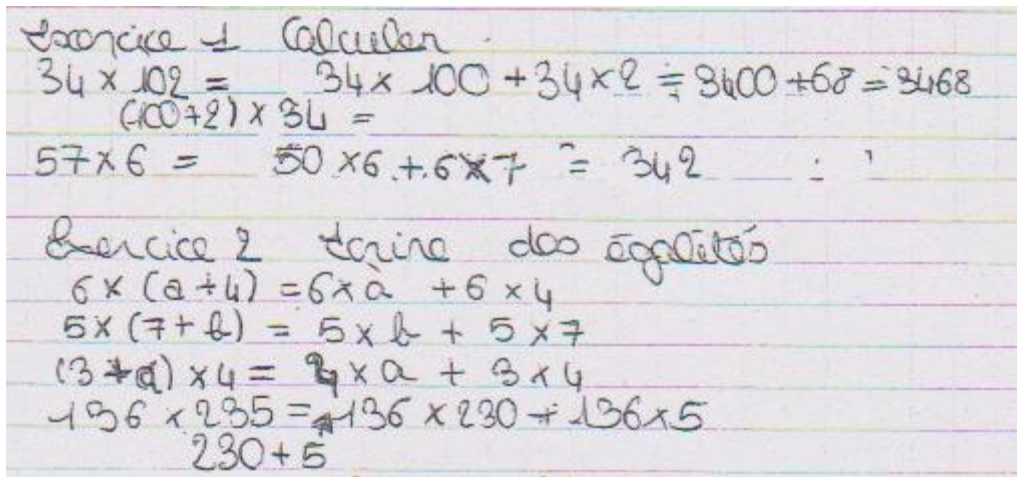 Exercice 1 Calculer.
34 × 102 = 34 × 100 + 34 × 2 = 3400 + 68 = 3468
(100+2) × 34 =
57 × 6 = 50 × 6 + 6 × 7 = 342
Exercice 2 Ecrire des égalités
6 × (a + 4) = 6 × a + 6 × 4
5 × (7 + b) = 5 × b + 5 × 7
(3 + a) × 4 = 4 × a + 3 × 4
136 × 235 = 136 × 230 + 136 × 5
230 + 5